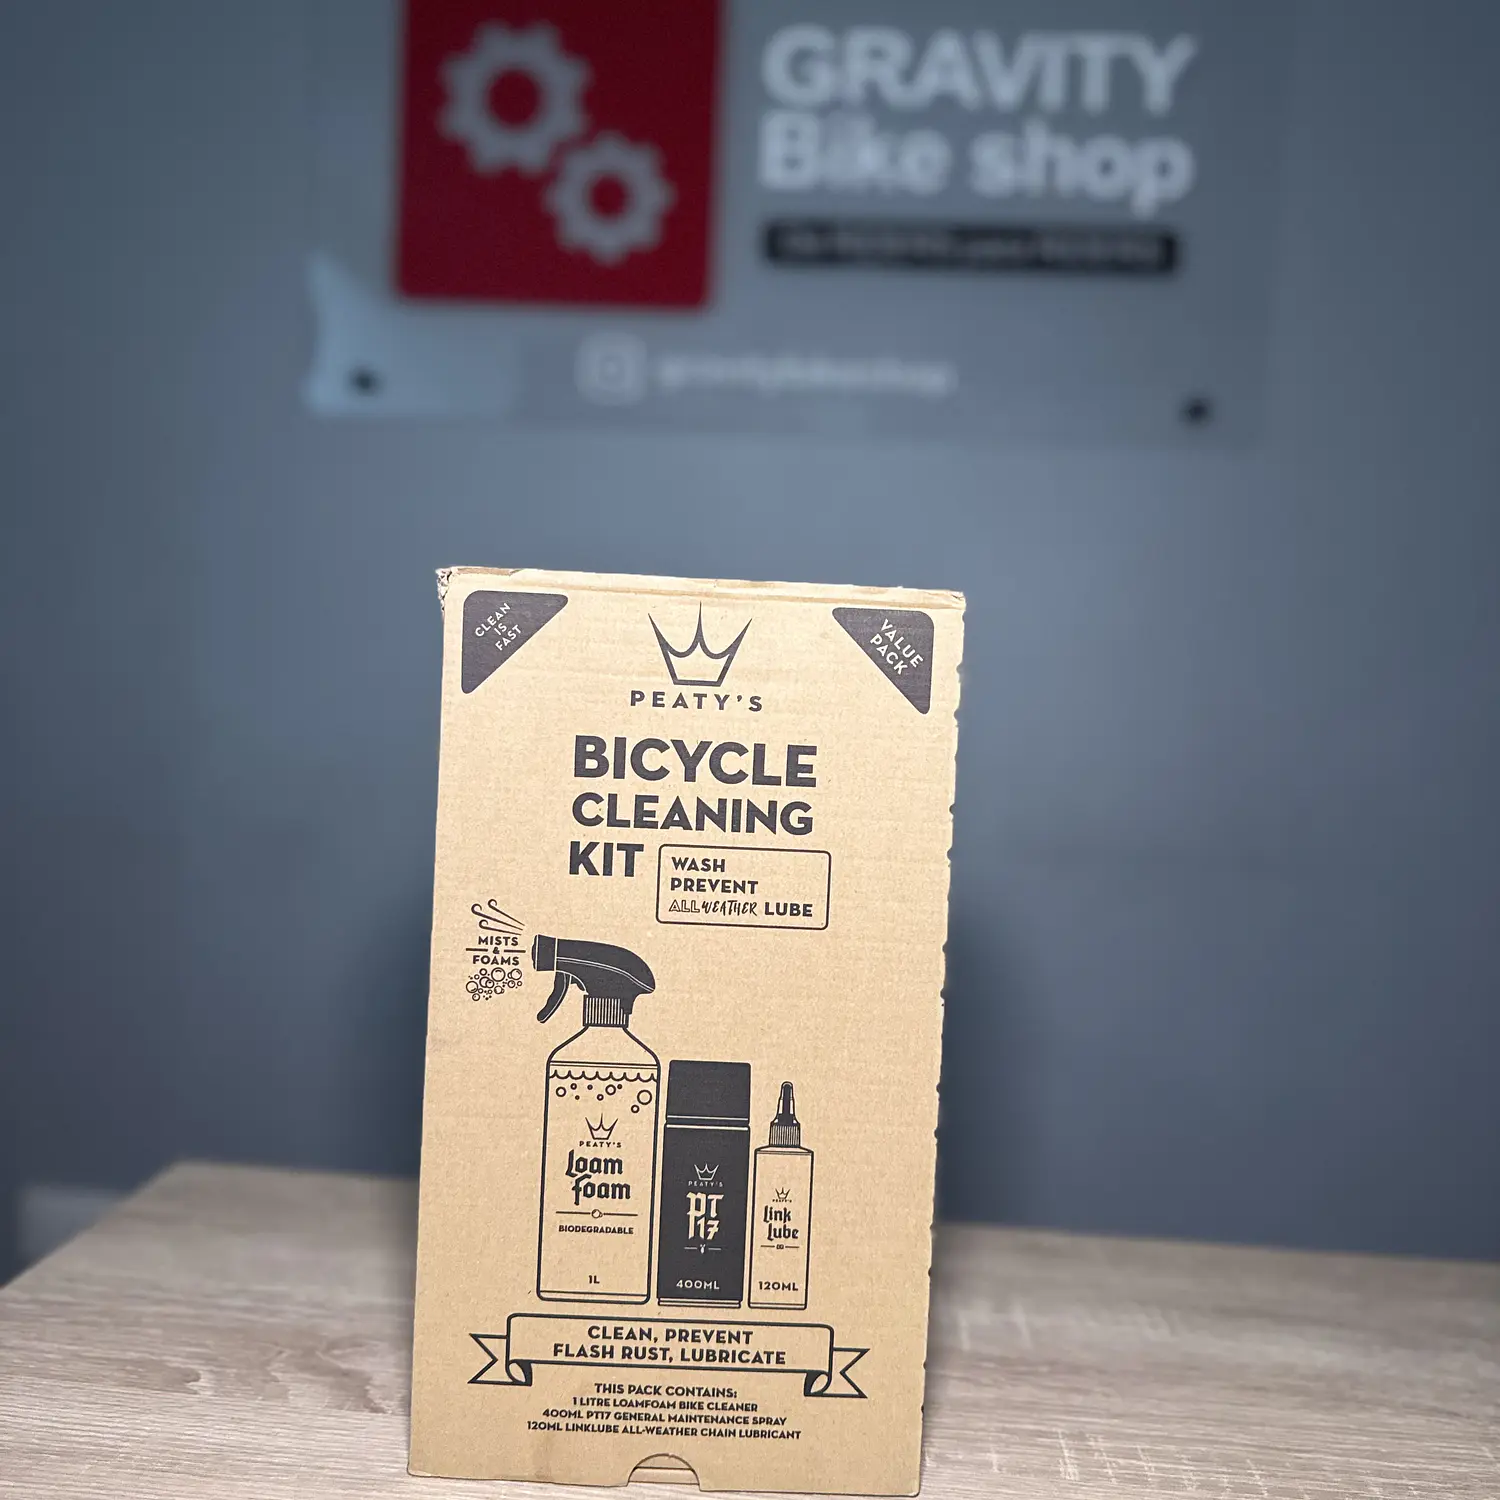 GRAVITY
Bike shop
gravitybikeshop
CLEAN
IS
FAST
VALUE
PACK
PEATY'S
BICYCLE
CLEANING
KIT
WASH
PREVENT
ALL WEATHER LUBE
MISTS
&
FOAMS
PEATY'S
Loam
foam
BIODEGRADABLE
1L
PEATY'S
PT
17
400ML
PEATY'S
link
lube
120ML
CLEAN, PREVENT
FLASH RUST, LUBRICATE
THIS PACK CONTAINS:
1 LITRE LOAMFOAM BIKE CLEANER
400ML PT17 GENERAL MAINTENANCE SPRAY
120ML LINKLUBE ALL-WEATHER CHAIN LUBRICANT